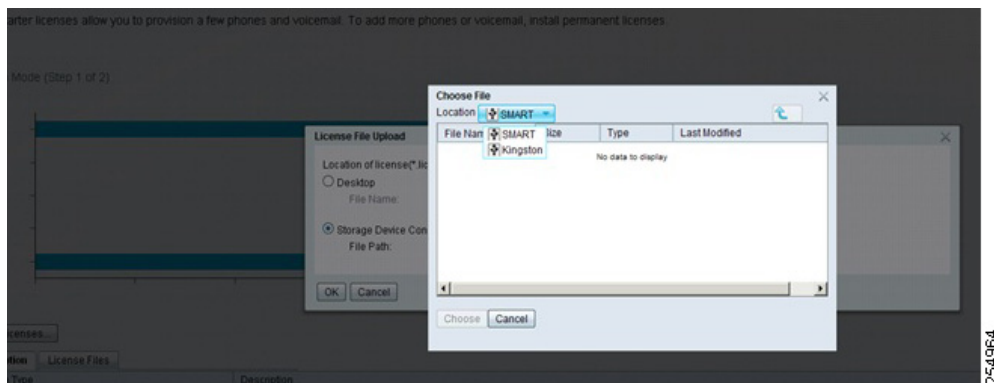 arter licenses allow you to provision a few phones and voicemail. To add more phones or voicemail, install permanent licenses.
Mode (Step 1 of 2)
Choose File
Location SMART
File Nam Size Type Last Modified
SMART
Kingston
No data to display
Choose Cancel
License File Upload
Location of license(*.lic
Desktop
File Name:
Storage Device Con
File Path:
OK Cancel
censes...
ption License Files
Type Description
254964